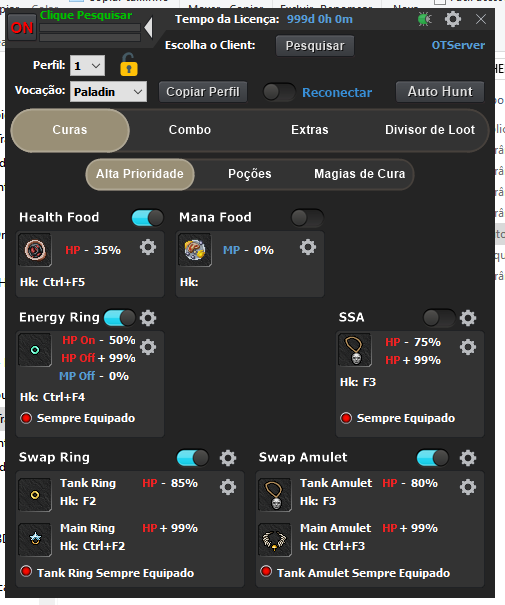 Clique Pesquisar
ON
Tempo da Licença: 999d 0h 0m
Escolha o Client: Pesquisar OTServer
Perfil: 1
Vocação: Paladin Copiar Perfil Reconectar Auto Hunt
Curas Combo Extras Divisor de Loot
Alta Prioridade Poções Magias de Cura
Health Food Mana Food
HP - 35% MP - 0%
Hk: Ctrl+F5 Hk:
Energy Ring SSA
HP On - 50% HP - 75%
HP Off + 99% HP + 99%
MP Off - 0% Hk: F3
Hk: Ctrl+F4
Sempre Equipado Sempre Equipado
Swap Ring Swap Amulet
Tank Ring HP - 85% Tank Amulet HP - 80%
Hk: F2 Hk: F3
Main Ring HP + 99% Main Amulet HP + 99%
Hk: Ctrl+F2 Hk: Ctrl+F3
Tank Ring Sempre Equipado Tank Amulet Sempre Equipado